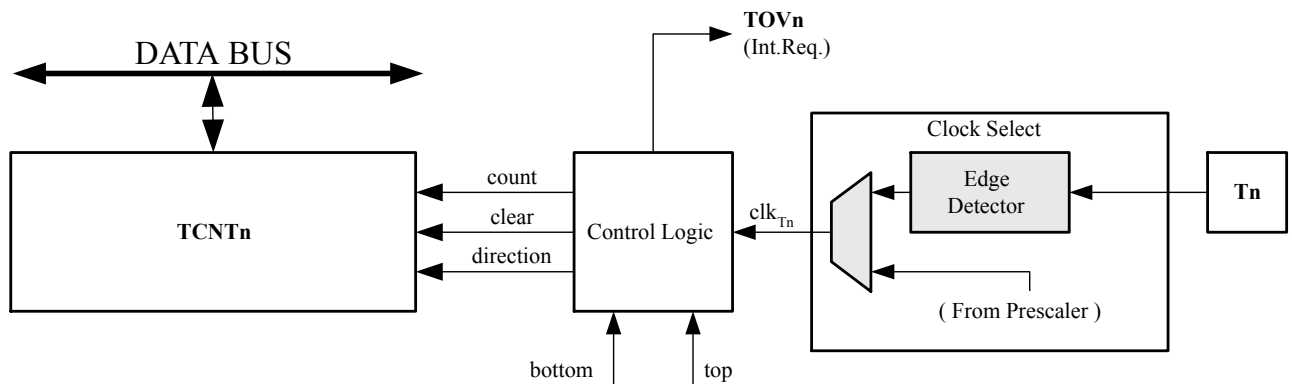 TOVn
(Int.Req.)
DATA BUS
Clock Select
count
Edge
Detector
Tn
TCNTn
clear
Control Logic
clkTn
direction
( From Prescaler )
bottom
top